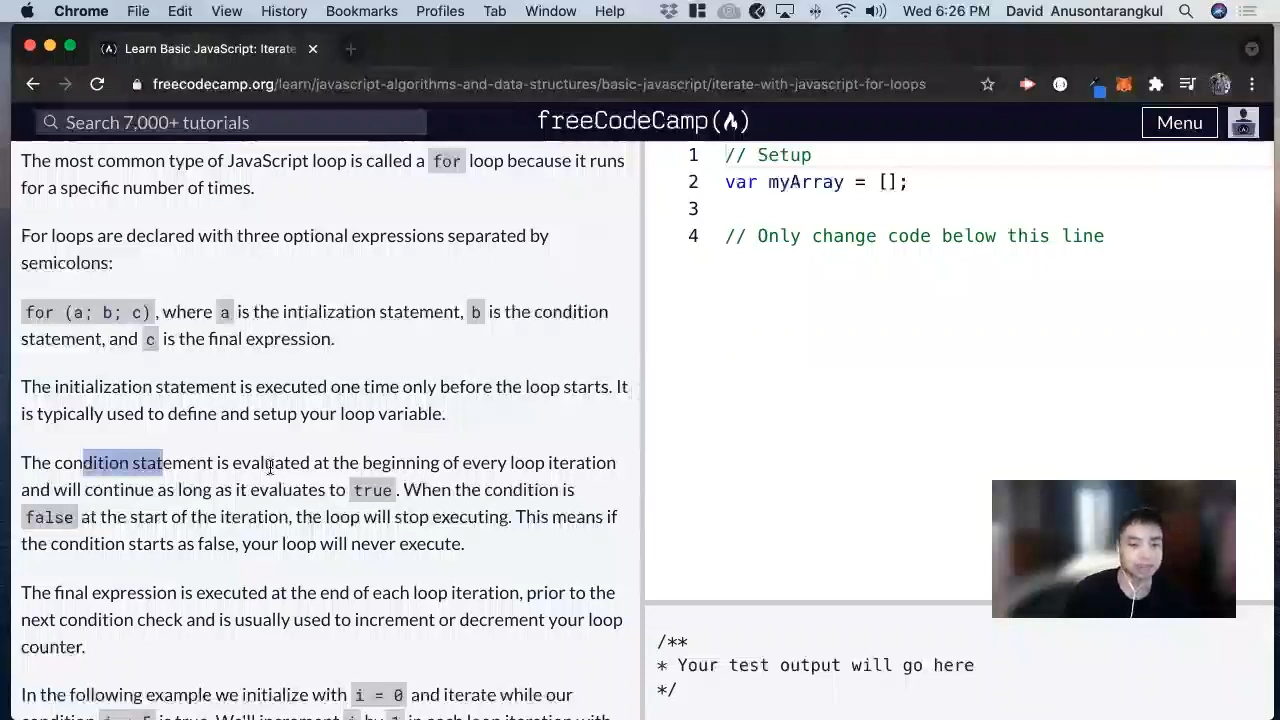 Chrome File Edit View History Bookmarks Profiles Tab Window Help Wed 6:26 PM David Anusontarangkul
Learn Basic JavaScript: Iterate
freecodecamp.org/learn/javascript-algorithms-and-data-structures/basic-javascript/iterate-with-javascript-for-loops
Search 7,000+ tutorials
freeCodeCamp
Menu
The most common type of JavaScript loop is called a for loop because it runs
for a specific number of times.
For loops are declared with three optional expressions separated by
semicolons:
for (a; b; c), where a is the intialization statement, b is the condition
statement, and c is the final expression.
The initialization statement is executed one time only before the loop starts. It
is typically used to define and setup your loop variable.
The condition statement is evaluated at the beginning of every loop iteration
and will continue as long as it evaluates to true. When the condition is
false at the start of the iteration, the loop will stop executing. This means if
the condition starts as false, your loop will never execute.
The final expression is executed at the end of each loop iteration, prior to the
next condition check and is usually used to increment or decrement your loop
counter.
In the following example we initialize with i = 0 and iterate while our
1 // Setup
2 var myArray = [];
3
4 // Only change code below this line
/**
* Your test output will go here
*/